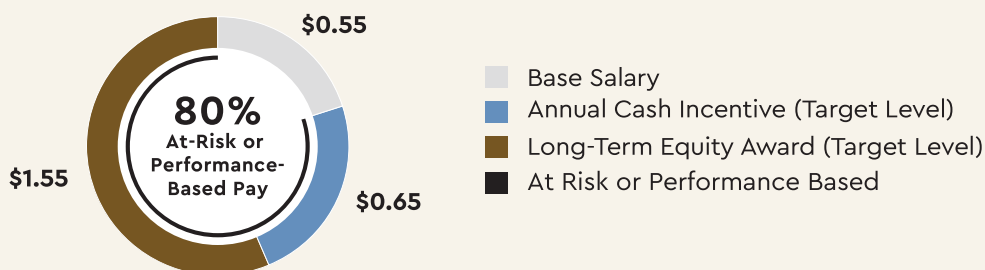 $0.55
80%
At-Risk or
Performance-
Based Pay
$1.55
$0.65
Base Salary
Annual Cash Incentive (Target Level)
Long-Term Equity Award (Target Level)
At Risk or Performance Based